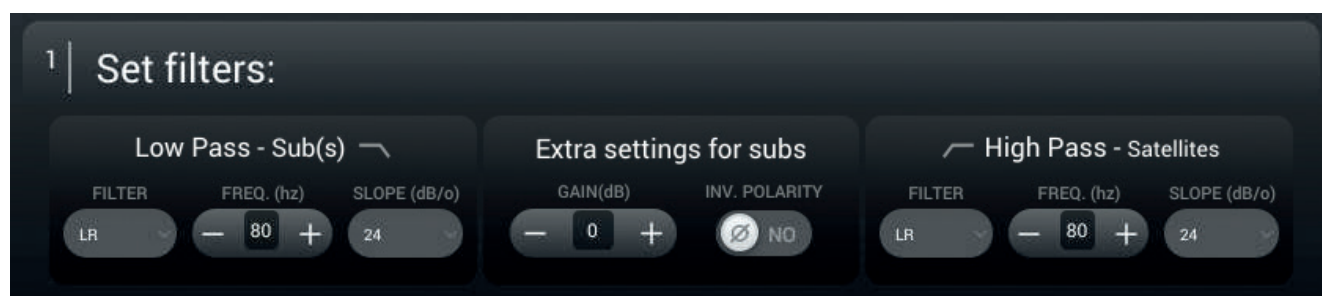 1 Set filters:
Low Pass - Sub(s)
FILTER FREQ. (hz) SLOPE (dB/o)
LR − 80 + 24
Extra settings for subs
GAIN(dB) INV. POLARITY
− 0 + Ø NO
High Pass - Satellites
FILTER FREQ. (hz) SLOPE (dB/o)
LR − 80 + 24